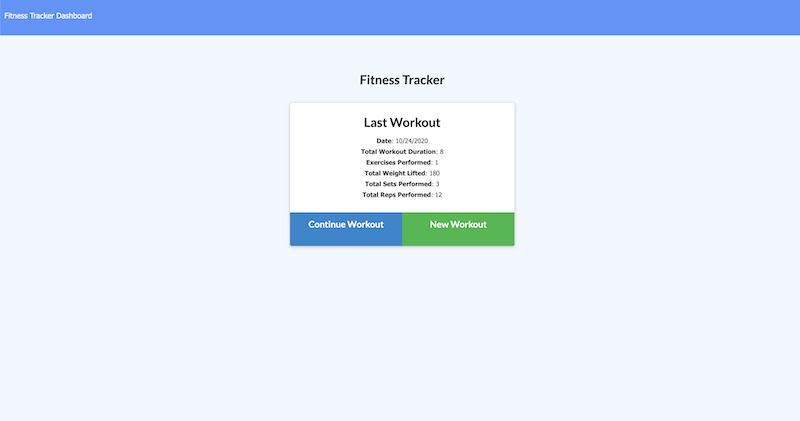 Fitness Tracker Dashboard
Fitness Tracker
Last Workout
Date: 10/24/2020
Total Workout Duration: 8
Exercises Performed: 1
Total Weight Lifted: 180
Total Sets Performed: 3
Total Reps Performed: 12
Continue Workout
New Workout